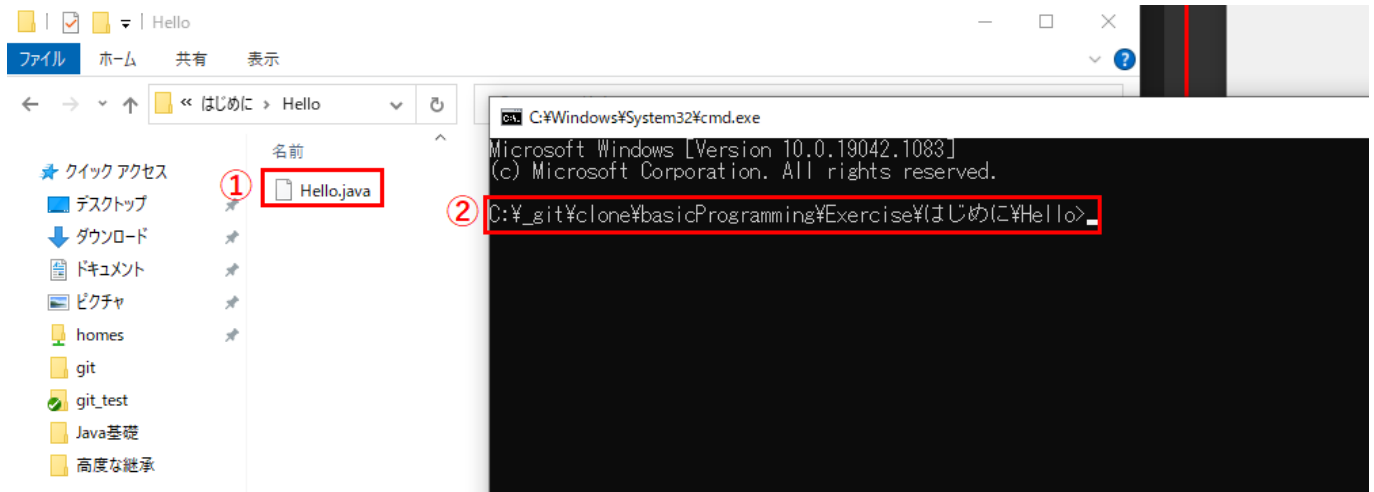 Hello
ファイル ホーム 共有 表示
« はじめに › Hello
C:¥Windows¥System32¥cmd.exe
Microsoft Windows [Version 10.0.19042.1083]
(c) Microsoft Corporation. All rights reserved.
名前
クイック アクセス
① Hello.java
② C:¥_git¥clone¥basicProgramming¥Exercise¥はじめに¥Hello>
デスクトップ
ダウンロード
ドキュメント
ピクチャ
homes
git
git_test
Java基礎
高度な継承